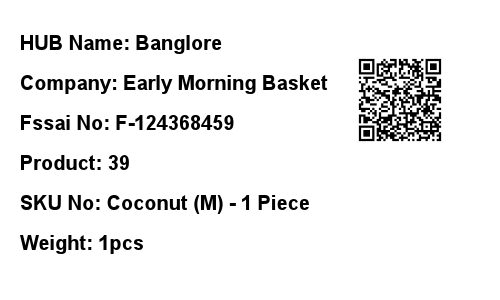 HUB Name: Banglore
Company: Early Morning Basket
Fssai No: F-124368459
Product: 39
SKU No: Coconut (M) - 1 Piece
Weight: 1pcs